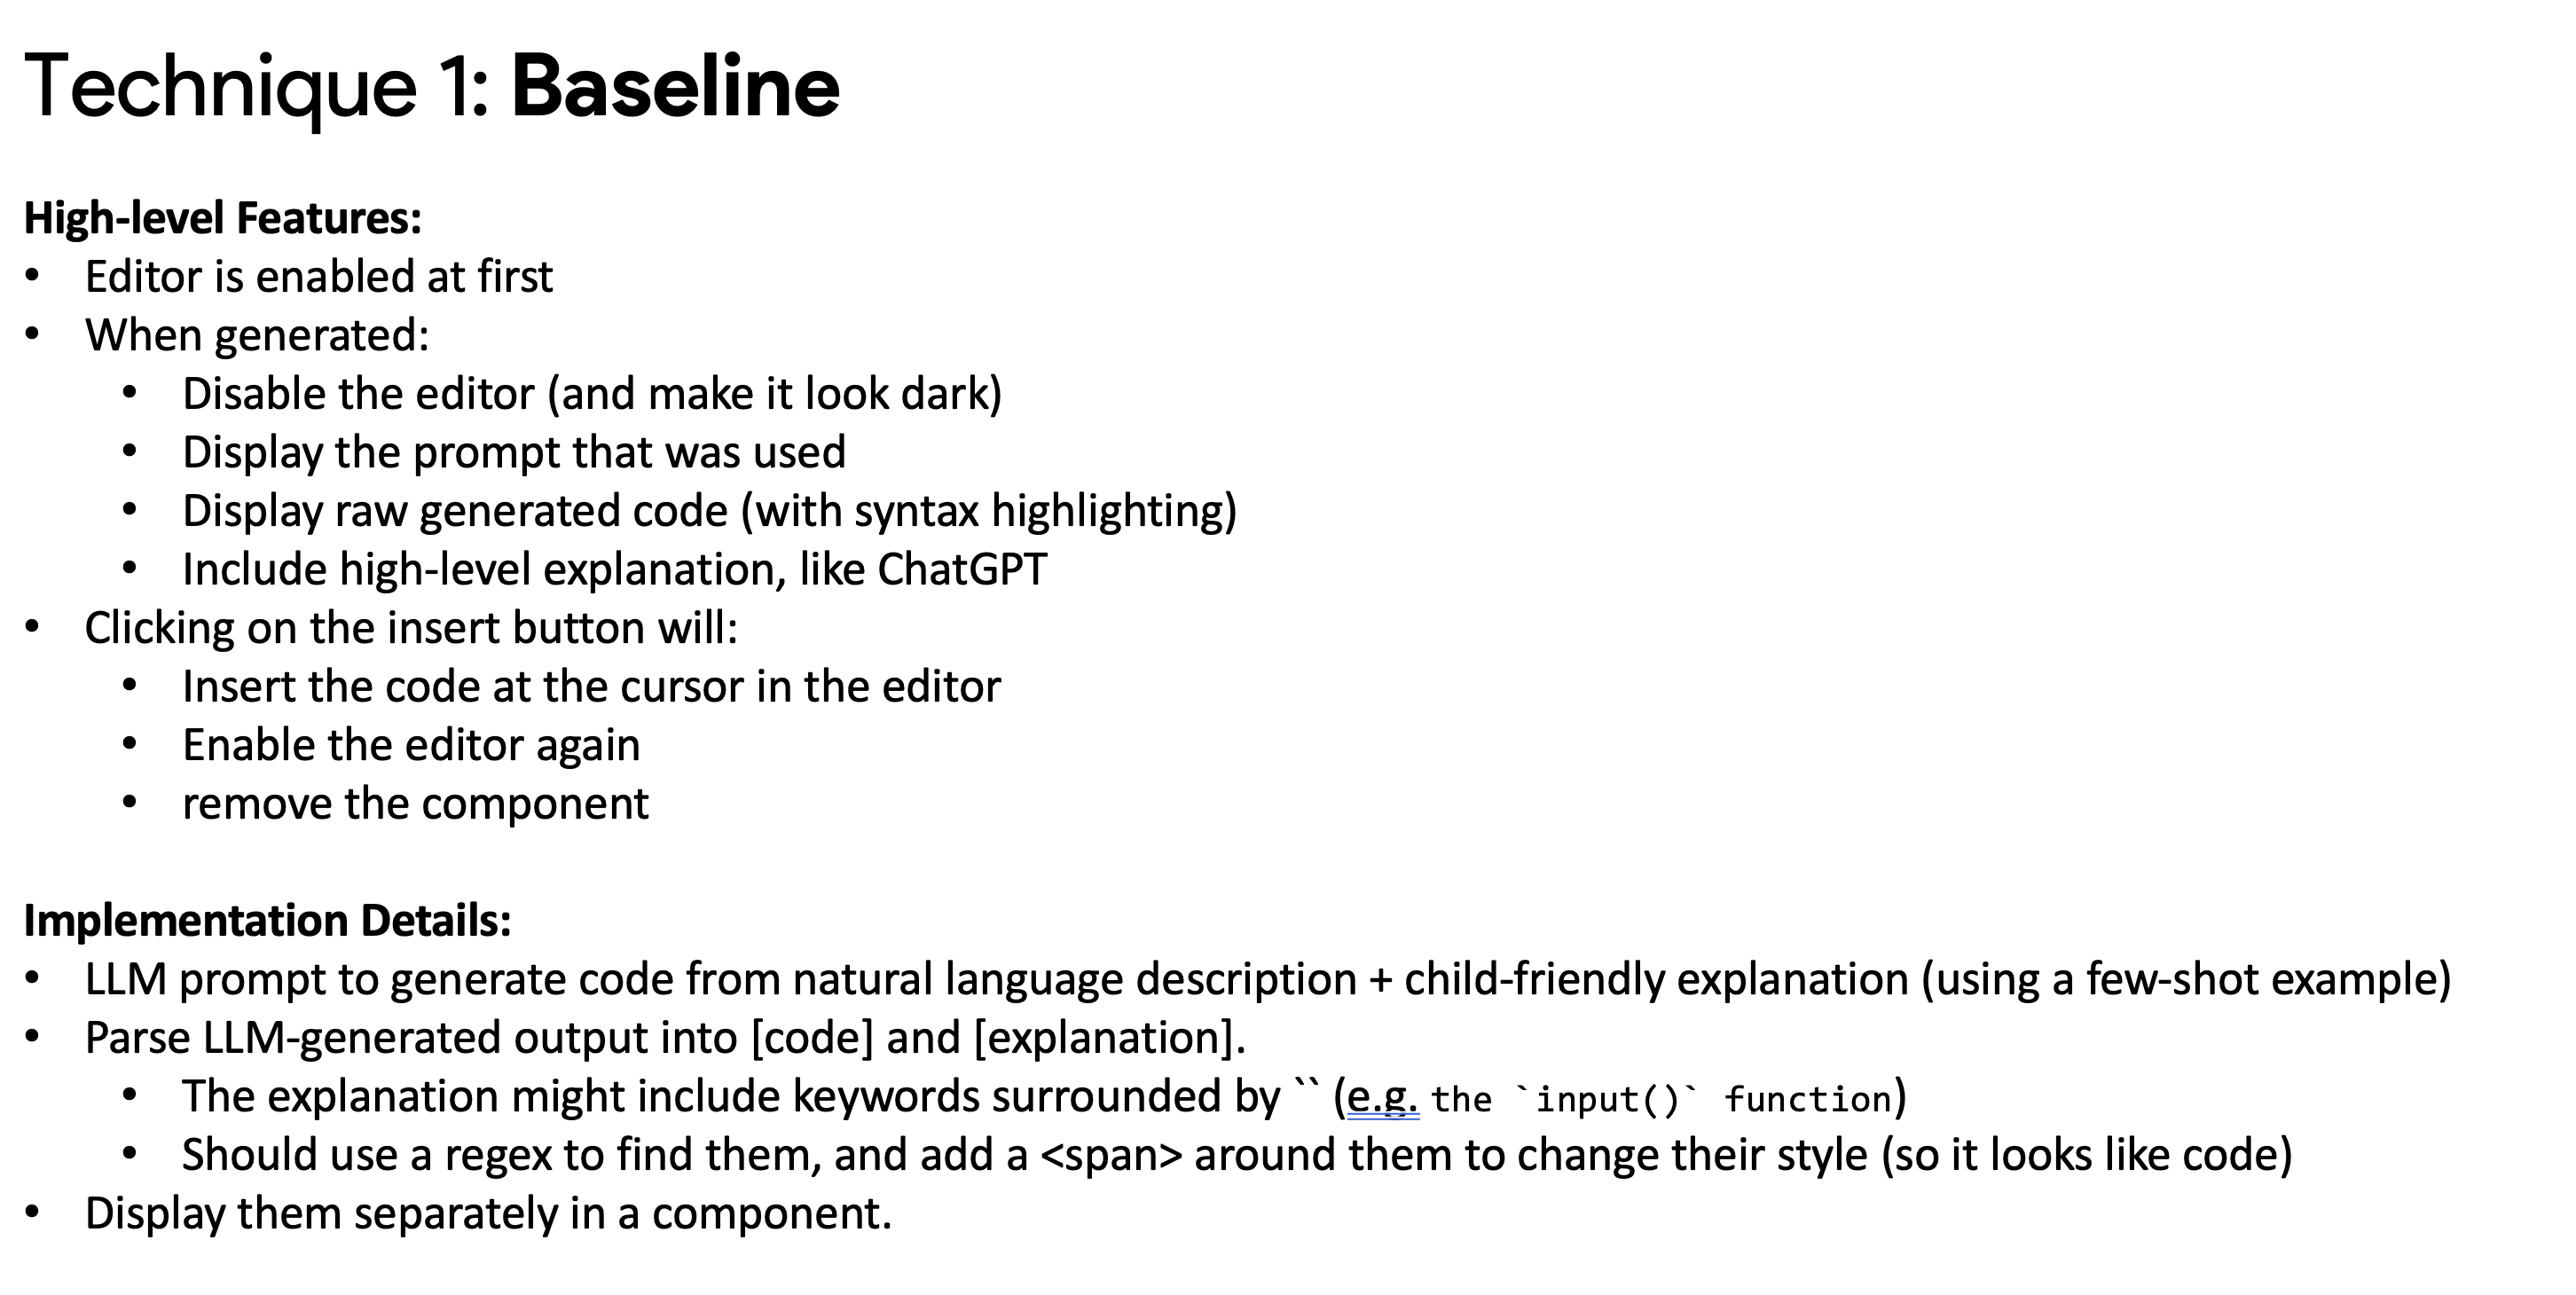 Technique 1: Baseline
High-level Features:
• Editor is enabled at first
• When generated:
• Disable the editor (and make it look dark)
• Display the prompt that was used
• Display raw generated code (with syntax highlighting)
• Include high-level explanation, like ChatGPT
• Clicking on the insert button will:
• Insert the code at the cursor in the editor
• Enable the editor again
• remove the component
Implementation Details:
• LLM prompt to generate code from natural language description + child-friendly explanation (using a few-shot example)
• Parse LLM-generated output into [code] and [explanation].
• The explanation might include keywords surrounded by `` (e.g. the `input()` function)
• Should use a regex to find them, and add a <span> around them to change their style (so it looks like code)
• Display them separately in a component.